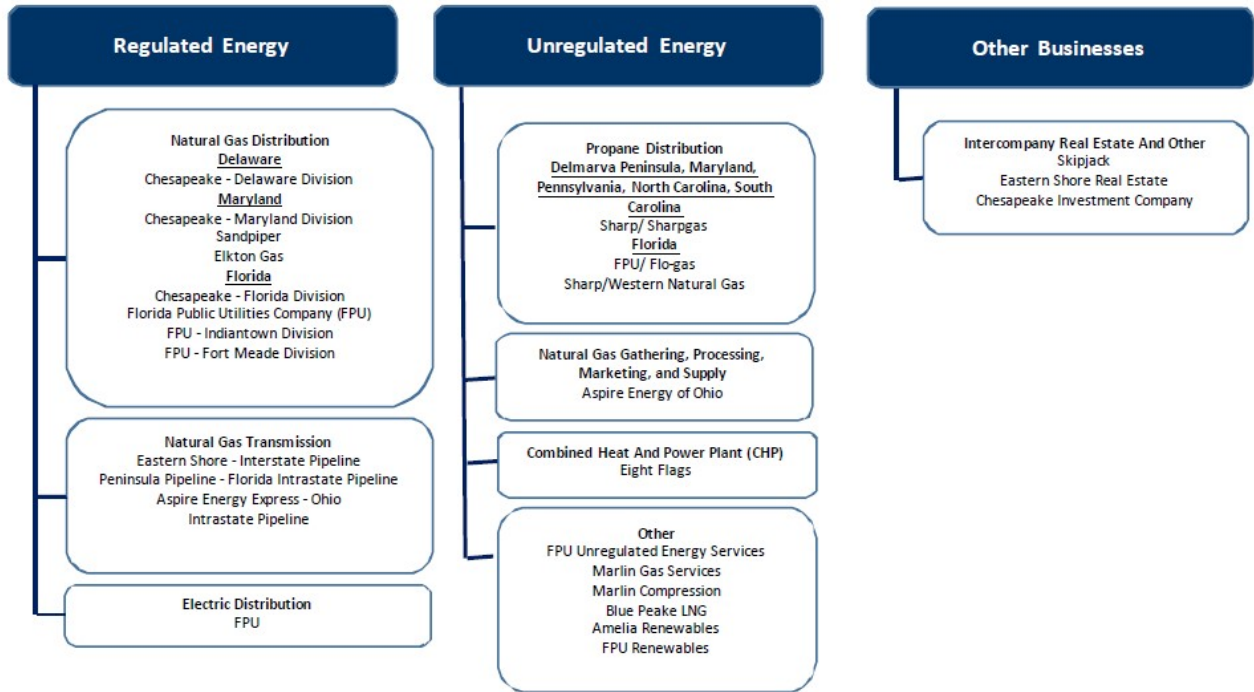 Regulated Energy
Natural Gas Distribution
Delaware
Chesapeake - Delaware Division
Maryland
Chesapeake - Maryland Division
Sandpiper
Elkton Gas
Florida
Chesapeake - Florida Division
Florida Public Utilities Company (FPU)
FPU - Indiantown Division
FPU - Fort Meade Division
Natural Gas Transmission
Eastern Shore - Interstate Pipeline
Peninsula Pipeline - Florida Intrastate Pipeline
Aspire Energy Express - Ohio
Intrastate Pipeline
Electric Distribution
FPU
Unregulated Energy
Propane Distribution
Delmarva Peninsula, Maryland,
Pennsylvania, North Carolina, South
Carolina
Sharp/ Sharpgas
Florida
FPU/ Flo-gas
Sharp/Western Natural Gas
Natural Gas Gathering, Processing,
Marketing, and Supply
Aspire Energy of Ohio
Combined Heat And Power Plant (CHP)
Eight Flags
Other
FPU Unregulated Energy Services
Marlin Gas Services
Marlin Compression
Blue Peake LNG
Amelia Renewables
FPU Renewables
Other Businesses
Intercompany Real Estate And Other
Skipjack
Eastern Shore Real Estate
Chesapeake Investment Company